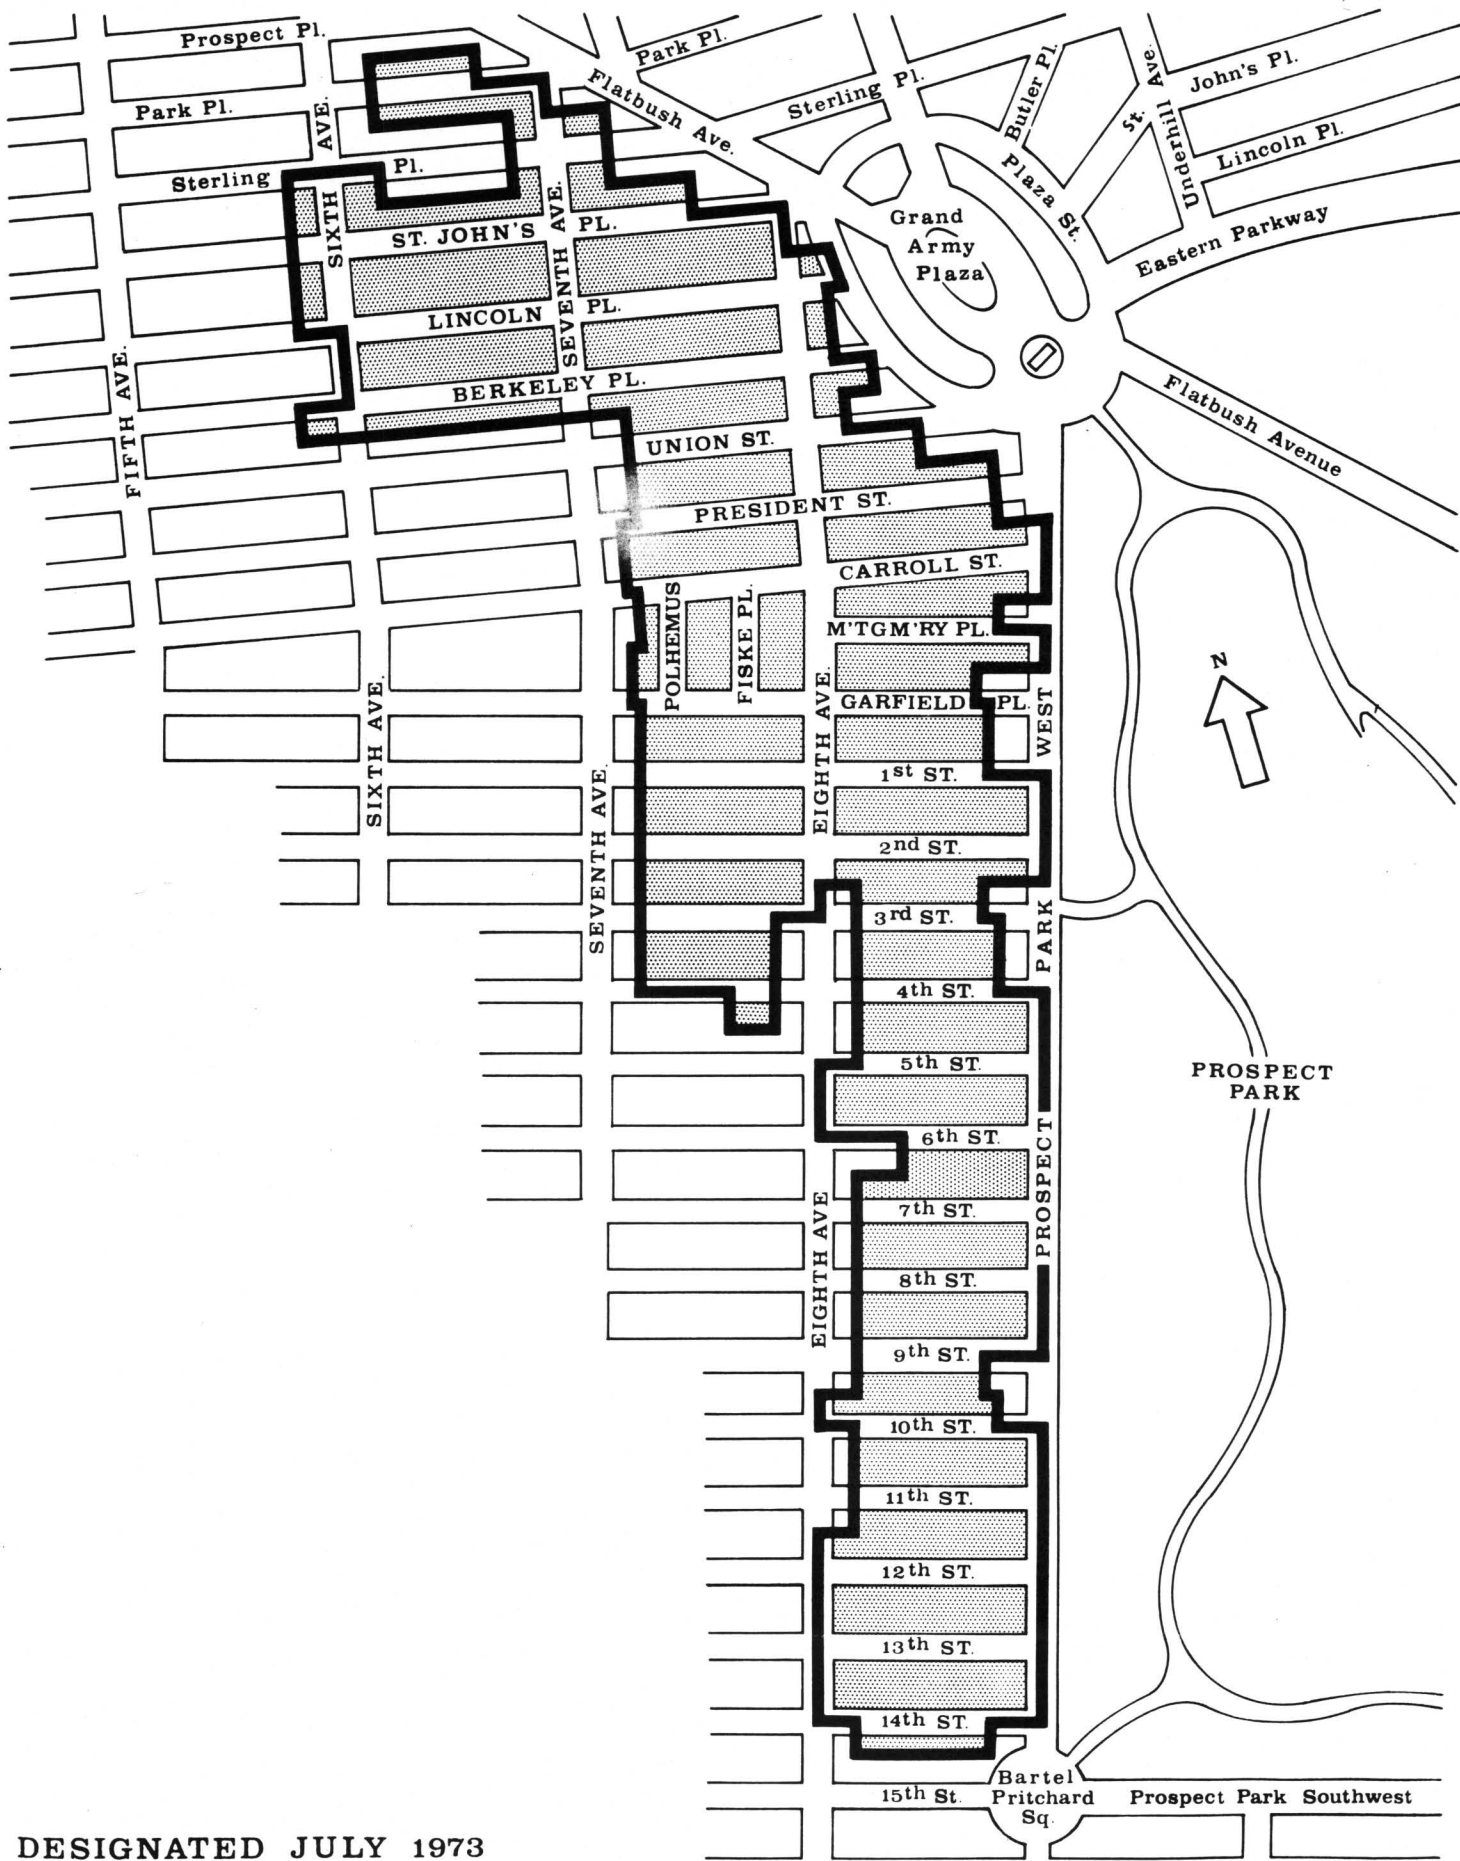 Prospect Pl.
Park Pl.
Flatbush Ave.
Sterling Pl.
Butler Pl.
Underhill Ave.
St. John's Pl.
Lincoln Pl.
Plaza St.
Eastern Parkway
Park Pl.
Sterling Pl.
SIXTH AVE.
SEVENTH AVE.
ST. JOHN'S PL.
Grand
Army
Plaza
LINCOLN PL.
BERKELEY PL.
FIFTH AVE.
Flatbush Avenue
UNION ST.
PRESIDENT ST.
CARROLL ST.
POLHEMUS
FISKE PL.
M'TGM'RY PL.
GARFIELD PL.
N
SIXTH AVE.
SEVENTH AVE.
EIGHTH AVE.
PROSPECT PARK WEST
1st ST.
2nd ST.
3rd ST.
4th ST.
5th ST.
PROSPECT
PARK
6th ST.
7th ST.
EIGHTH AVE
8th ST.
9th ST.
10th ST.
11th ST.
12th ST.
13th ST.
14th ST.
15th St.
Bartel
Pritchard
Sq.
Prospect Park Southwest
DESIGNATED JULY 1973